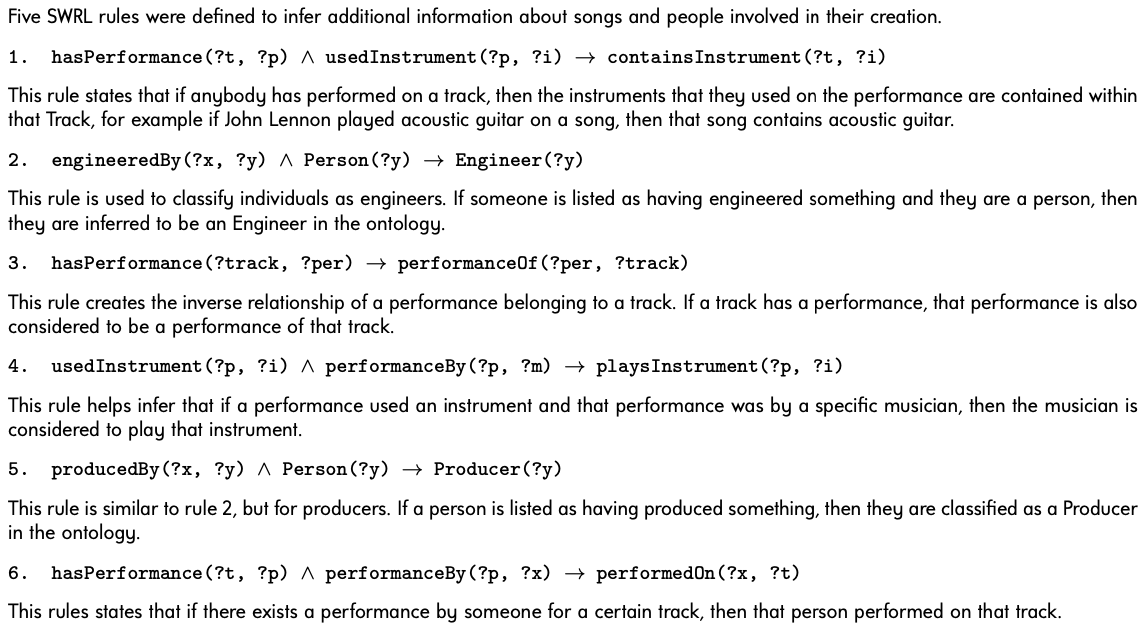 Five SWRL rules were defined to infer additional information about songs and people involved in their creation.
1. hasPerformance(?t, ?p) ∧ usedInstrument(?p, ?i) → containsInstrument(?t, ?i)
This rule states that if anybody has performed on a track, then the instruments that they used on the performance are contained within
that Track, for example if John Lennon played acoustic guitar on a song, then that song contains acoustic guitar.
2. engineeredBy(?x, ?y) ∧ Person(?y) → Engineer(?y)
This rule is used to classify individuals as engineers. If someone is listed as having engineered something and they are a person, then
they are inferred to be an Engineer in the ontology.
3. hasPerformance(?track, ?per) → performanceOf(?per, ?track)
This rule creates the inverse relationship of a performance belonging to a track. If a track has a performance, that performance is also
considered to be a performance of that track.
4. usedInstrument(?p, ?i) ∧ performanceBy(?p, ?m) → playsInstrument(?p, ?i)
This rule helps infer that if a performance used an instrument and that performance was by a specific musician, then the musician is
considered to play that instrument.
5. producedBy(?x, ?y) ∧ Person(?y) → Producer(?y)
This rule is similar to rule 2, but for producers. If a person is listed as having produced something, then they are classified as a Producer
in the ontology.
6. hasPerformance(?t, ?p) ∧ performanceBy(?p, ?x) → performedOn(?x, ?t)
This rules states that if there exists a performance by someone for a certain track, then that person performed on that track.